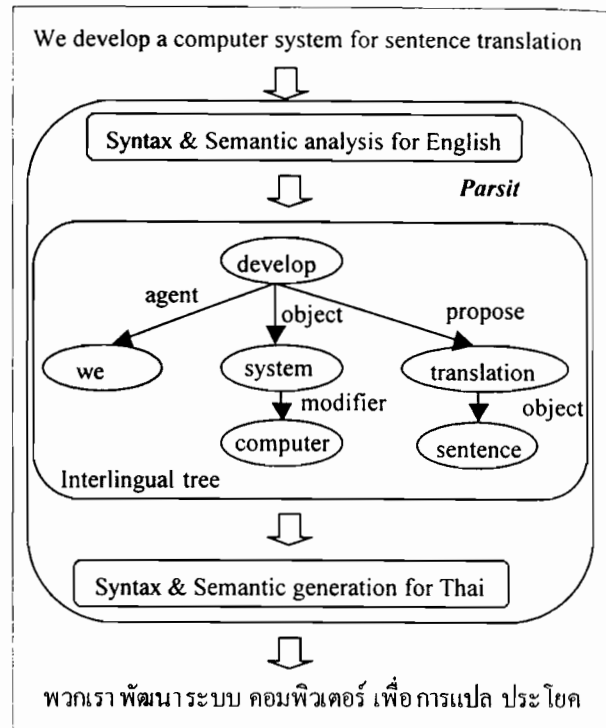 We develop a computer system for sentence translation
Syntax & Semantic analysis for English
Parsit
develop
agent
object
propose
we
system
translation
modifier
object
computer
sentence
Interlingual tree
Syntax & Semantic generation for Thai
พวกเรา พัฒนา ระบบ คอมพิวเตอร์ เพื่อ การแปล ประโยค